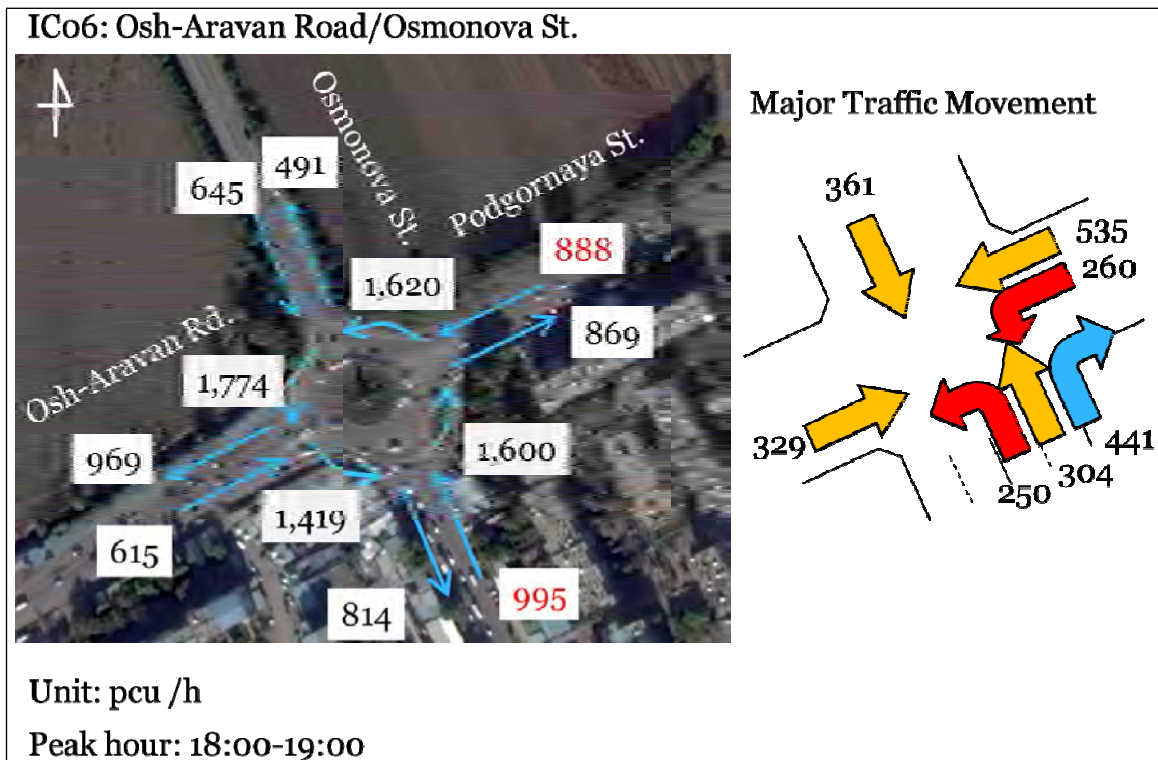 IC06: Osh-Aravan Road/Osmonova St.
Osmonova St.
Podgornaya St.
Osh-Aravan Rd.
491
645
888
1,620
869
1,774
969
1,600
1,419
615
995
814
Major Traffic Movement
361
535
260
329
441
304
250
Unit: pcu /h
Peak hour: 18:00-19:00